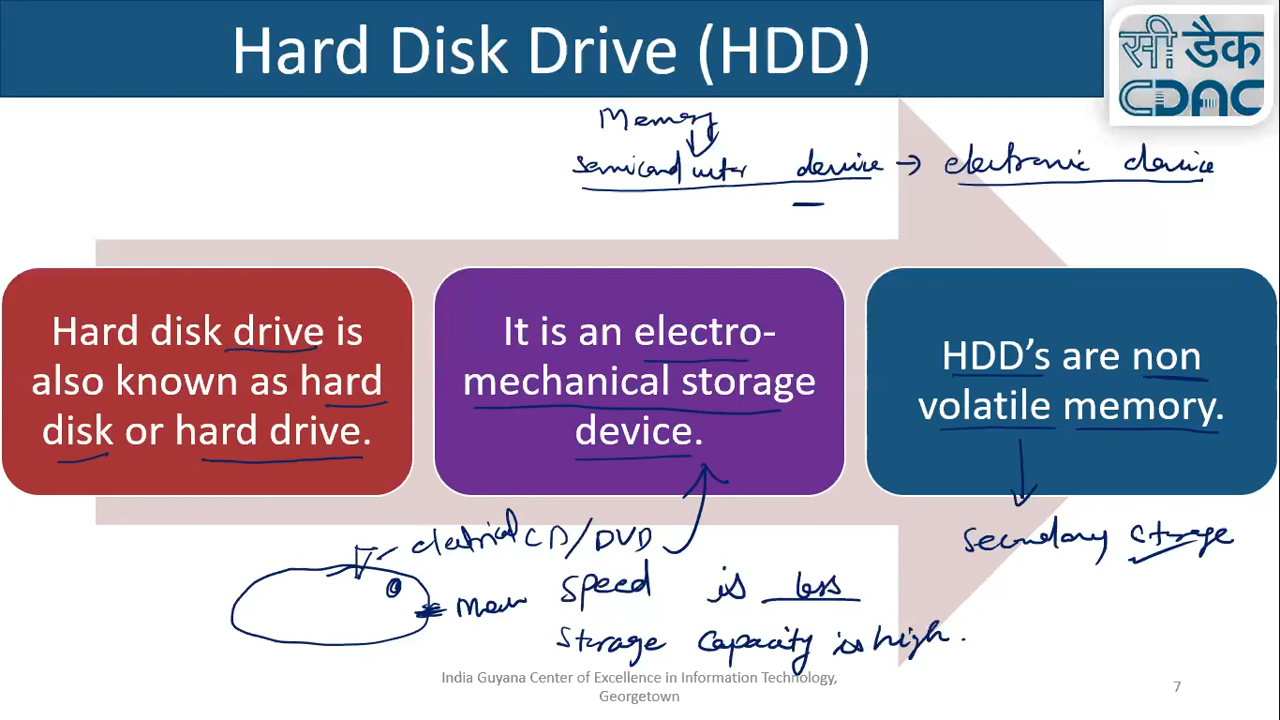 Hard Disk Drive (HDD)
सी डैक
CDAC
Memory
semiconductor device → electronic device
Hard disk drive is
also known as hard
disk or hard drive.
It is an electro-
mechanical storage
device.
HDD's are non
volatile memory.
secondary storage
electrical CD/DVD
speed is less
storage capacity is high.
India Guyana Center of Excellence in Information Technology,
Georgetown
7